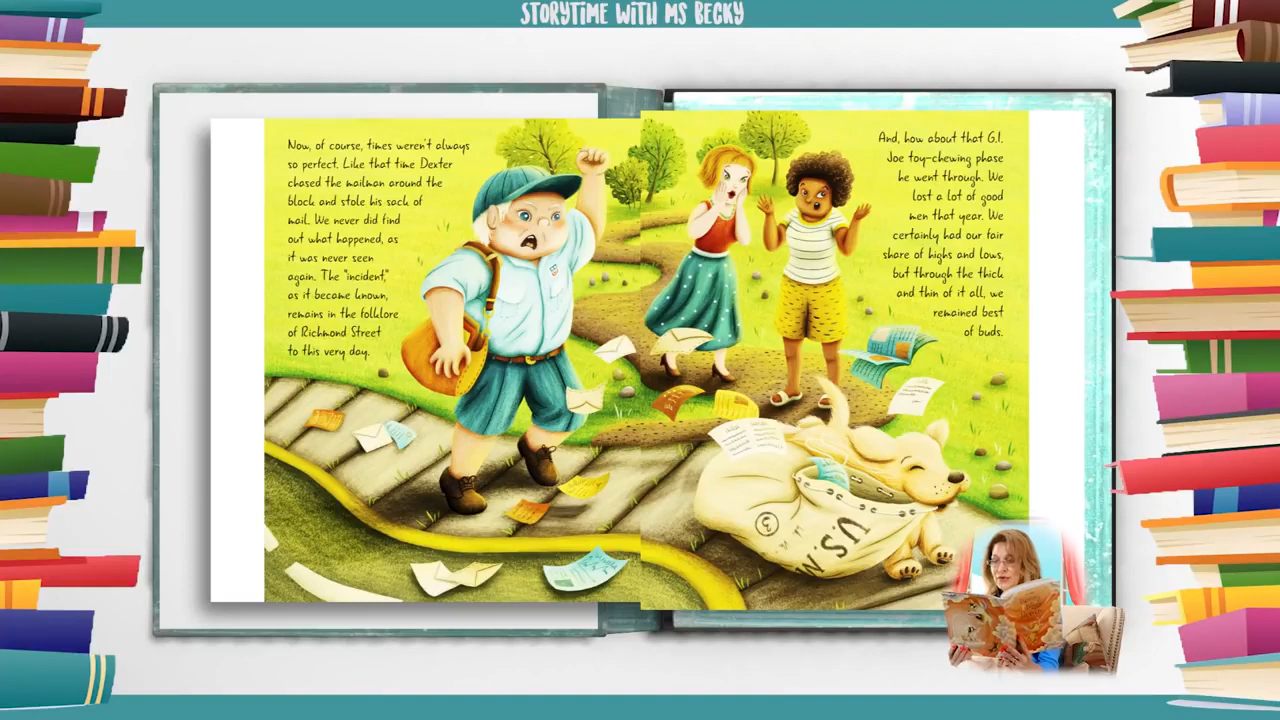 STORYTIME WITH MS BECKY
Now, of course, times weren't always
so perfect. Like that time Dexter
chased the mailman around the
block and stole his sack of
mail. We never did find
out what happened, as
it was never seen
again. The "incident,"
as it became known,
remains in the folklore
of Richmond Street
to this very day.
And, how about that G.I.
Joe toy-chewing phase
he went through. We
lost a lot of good
men that year. We
certainly had our fair
share of highs and lows,
but through the thick
and thin of it all, we
remained best
of buds.
3
U.S. M